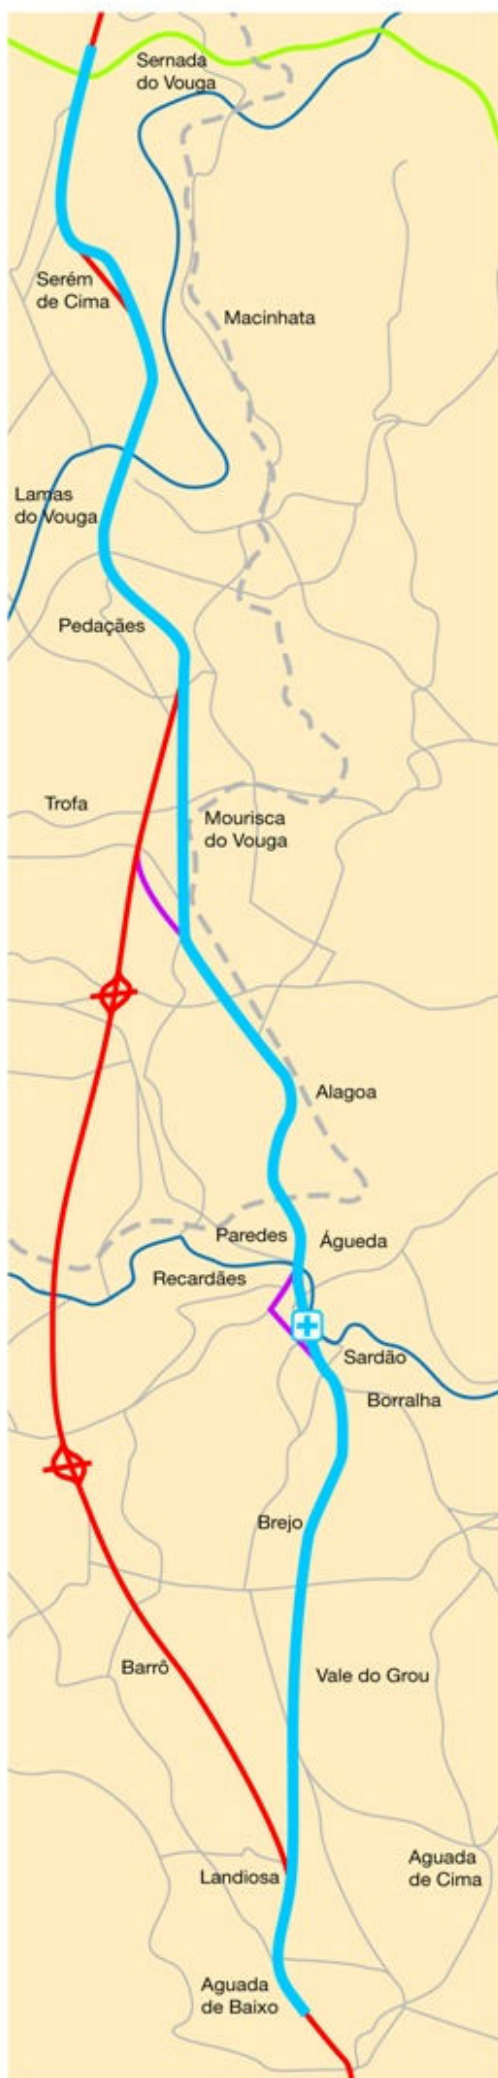 Sernada
do Vouga
Serém
de Cima
Macinhata
Lamas
do Vouga
Pedaçães
Trofa
Mourisca
do Vouga
Alagoa
Paredes
Águeda
Recardães
Sardão
Borralha
Brejo
Barrô
Vale do Grou
Landiosa
Aguada
de Cima
Aguada
de Baixo